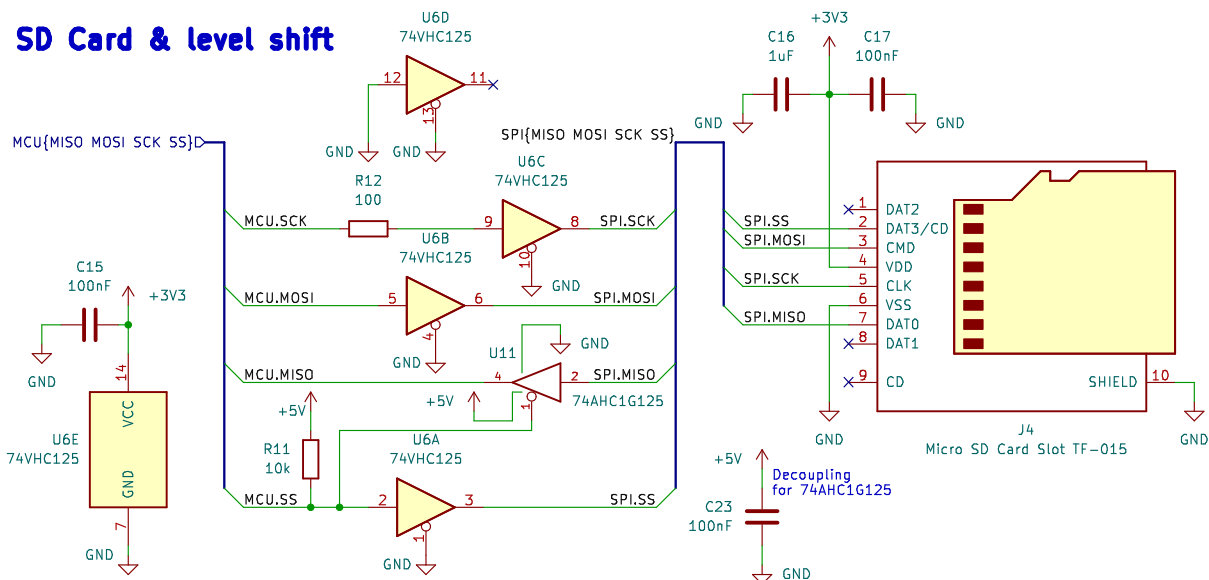 SD Card & level shift
U6D
74VHC125
12
11
13
GND
GND
+3V3
C16
1uF
C17
100nF
GND
GND
MCU{MISO MOSI SCK SS}
SPI{MISO MOSI SCK SS}
U6C
74VHC125
R12
100
MCU.SCK
9
8
10
SPI.SCK
GND
U6B
74VHC125
MCU.MOSI
5
6
4
SPI.MOSI
GND
C15
100nF
+3V3
GND
U11
GND
MCU.MISO
4
2
1
SPI.MISO
74AHC1G125
+5V
+5V
R11
10k
U6A
74VHC125
MCU.SS
2
3
1
SPI.SS
GND
14
VCC
U6E
74VHC125
GND
7
GND
SPI.SS
SPI.MOSI
SPI.SCK
SPI.MISO
1 DAT2
2 DAT3/CD
3 CMD
4 VDD
5 CLK
6 VSS
7 DAT0
8 DAT1
9 CD
SHIELD 10
GND
GND
J4
Micro SD Card Slot TF-015
+5V
Decoupling
for 74AHC1G125
C23
100nF
GND